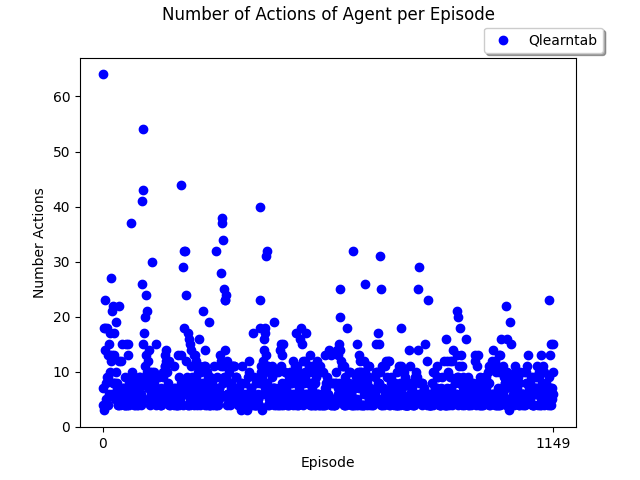 Number of Actions of Agent per Episode
Qlearntab
60
50
40
30
20
10
0
Number Actions
0 1149
Episode